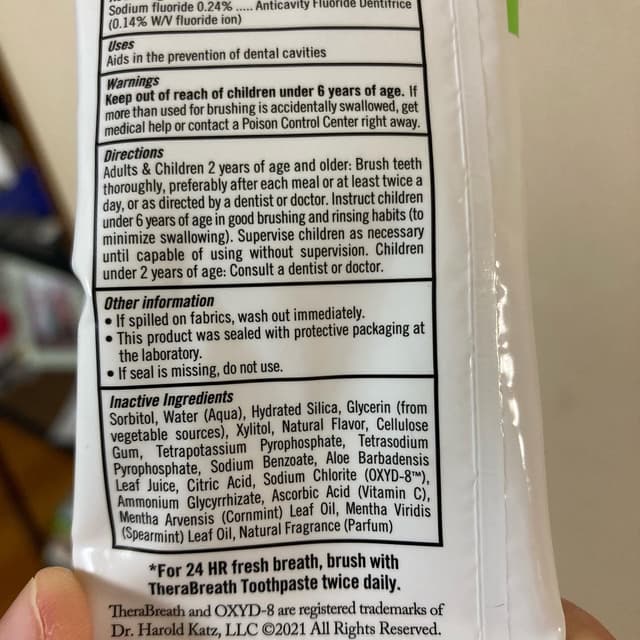 Sodium fluoride 0.24% ..... Anticavity Fluoride Dentifrice
(0.14% W/V fluoride ion)
Uses
Aids in the prevention of dental cavities
Warnings
Keep out of reach of children under 6 years of age. If
more than used for brushing is accidentally swallowed, get
medical help or contact a Poison Control Center right away.
Directions
Adults & Children 2 years of age and older: Brush teeth
thoroughly, preferably after each meal or at least twice a
day, or as directed by a dentist or doctor. Instruct children
under 6 years of age in good brushing and rinsing habits (to
minimize swallowing). Supervise children as necessary
until capable of using without supervision. Children
under 2 years of age: Consult a dentist or doctor.
Other information
• If spilled on fabrics, wash out immediately.
• This product was sealed with protective packaging at
the laboratory.
• If seal is missing, do not use.
Inactive Ingredients
Sorbitol, Water (Aqua), Hydrated Silica, Glycerin (from
vegetable sources), Xylitol, Natural Flavor, Cellulose
Gum, Tetrapotassium Pyrophosphate, Tetrasodium
Pyrophosphate, Sodium Benzoate, Aloe Barbadensis
Leaf Juice, Citric Acid, Sodium Chlorite (OXYD-8™),
Ammonium Glycyrrhizate, Ascorbic Acid (Vitamin C),
Mentha Arvensis (Cornmint) Leaf Oil, Mentha Viridis
(Spearmint) Leaf Oil, Natural Fragrance (Parfum)
*For 24 HR fresh breath, brush with
TheraBreath Toothpaste twice daily.
TheraBreath and OXYD-8 are registered trademarks of
Dr. Harold Katz, LLC ©2021 All Rights Reserved.